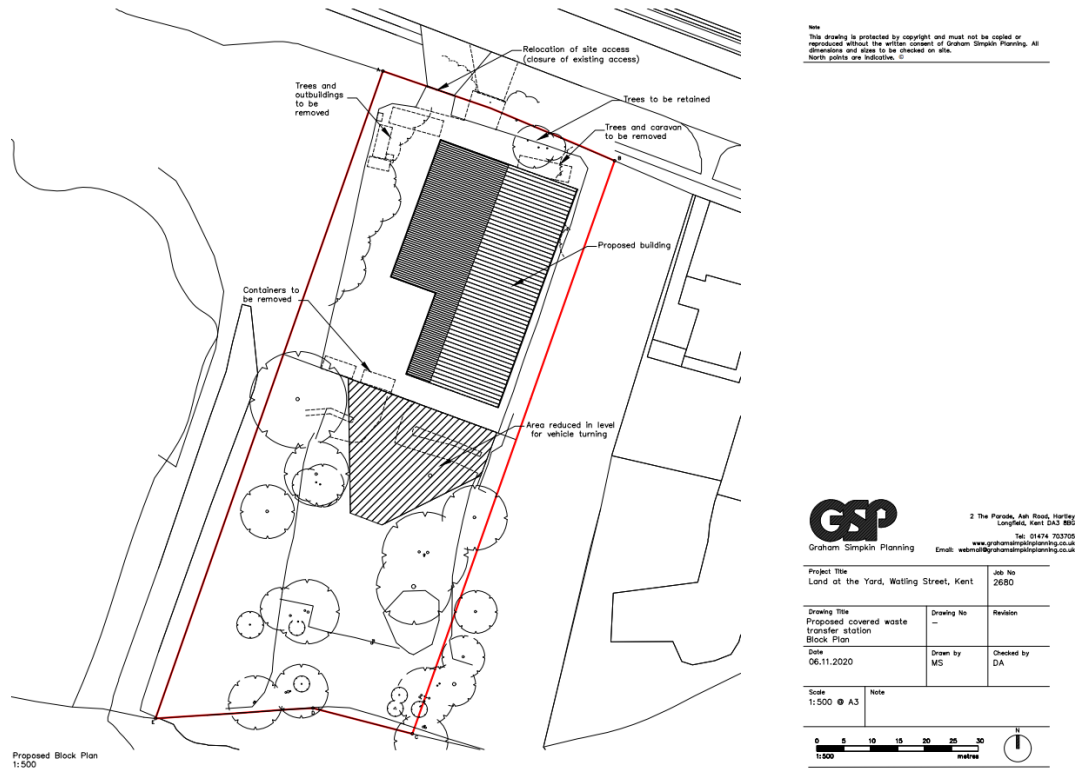 Relocation of site access
(closure of existing access)
A
Trees and
outbuildings
to be
removed
Trees to be retained
Trees and caravan
to be removed
B
Proposed building
Containers to
be removed
Area reduced in level
for vehicle turning
E
D
C
Proposed Block Plan
1:500
Note
This drawing is protected by copyright and must not be copied or
reproduced without the written consent of Graham Simpkin Planning. All
dimensions and sizes to be checked on site.
North points are indicative. ©
GSP
Graham Simpkin Planning
2 The Parade, Ash Road, Hartley
Longfield, Kent DA3 8BG
Tel: 01474 703705
www.grahamsimpkinplanning.co.uk
Email: webmail@grahamsimpkinplanning.co.uk
Project Title
Land at the Yard, Watling Street, Kent
Job No
2680
Drawing Title
Proposed covered waste
transfer station
Block Plan
Drawing No
–
Revision
Date
06.11.2020
Drawn by
MS
Checked by
DA
Scale
1:500 @ A3
Note
0 5 10 15 20 25 30
1:500 metres
N